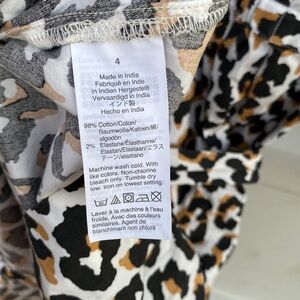 4
Made in India
Fabriqué en Inde
in Indien Hergestellt
Vervaardigd in India
インド製
Hecho en India
98% Cotton/Coton/
Baumwolle/Katoen/綿/
algodón
2% Elastane/Élasthanne/
Elastan/Elastaan/エラス
テーン/elastano
Machine wash cold. With
like colors. Non-chlorine
bleach only. Tumble dry
low. Iron on lowest setting.
Laver à la machine à l'eau
froide. Avec des couleurs
similaires. Agent de
blanchiment non chloré